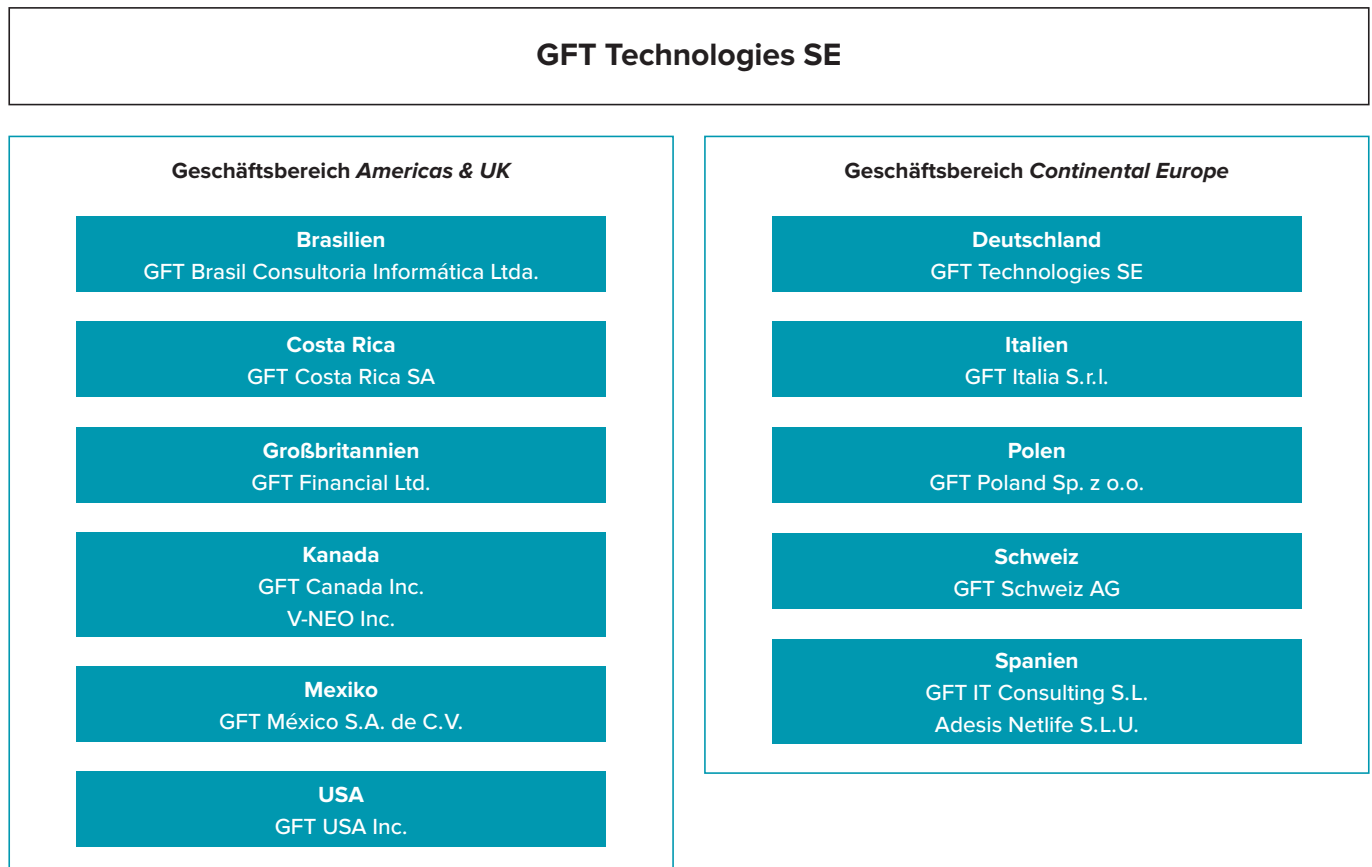 GFT Technologies SE
Geschäftsbereich Americas & UK
Brasilien
GFT Brasil Consultoria Informática Ltda.
Costa Rica
GFT Costa Rica SA
Großbritannien
GFT Financial Ltd.
Kanada
GFT Canada Inc.
V-NEO Inc.
Mexiko
GFT México S.A. de C.V.
USA
GFT USA Inc.
Geschäftsbereich Continental Europe
Deutschland
GFT Technologies SE
Italien
GFT Italia S.r.l.
Polen
GFT Poland Sp. z o.o.
Schweiz
GFT Schweiz AG
Spanien
GFT IT Consulting S.L.
Adesis Netlife S.L.U.